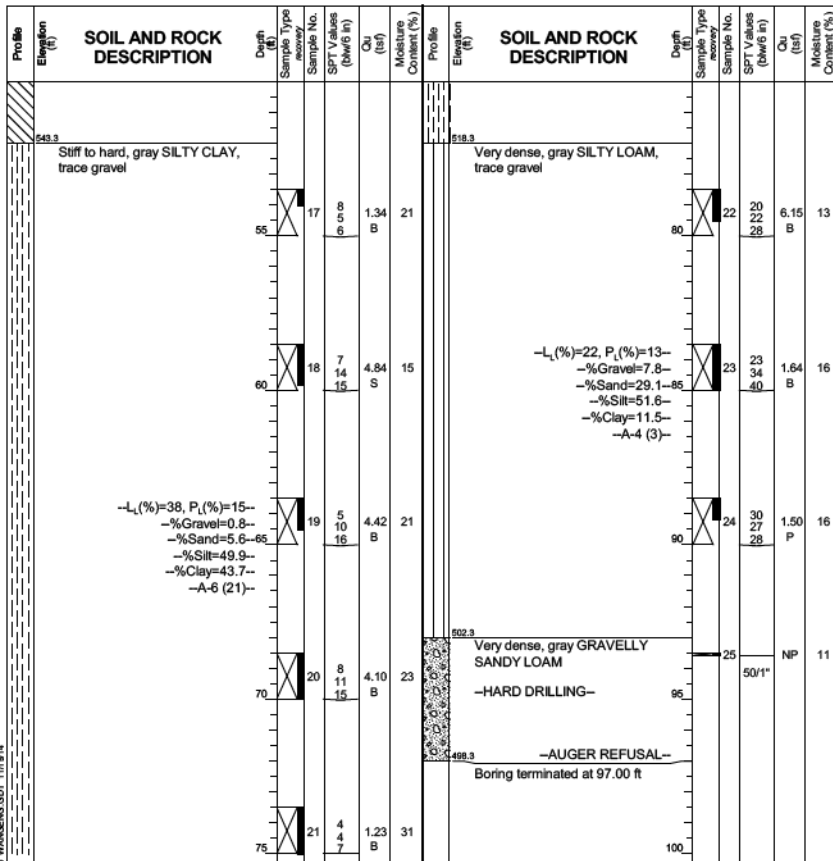 Profile
Elevation (ft)
SOIL AND ROCK DESCRIPTION
Depth (ft)
Sample Type recovery
Sample No.
SPT Values (blw/6 in)
Qu (tsf)
Moisture Content (%)
543.3
Stiff to hard, gray SILTY CLAY,
trace gravel
17 8 1.34 21
5 B
55 6
18 7 4.84 15
14 S
60 15
--LL(%)=38, PL(%)=15--
19 5 4.42 21
--%Gravel=0.8--
10 B
--%Sand=5.6--65 16
--%Silt=49.9--
--%Clay=43.7--
--A-6 (21)--
20 8 4.10 23
11 B
70 15
21 4 1.23 31
4 B
75 7
Profile
Elevation (ft)
SOIL AND ROCK DESCRIPTION
Depth (ft)
Sample Type recovery
Sample No.
SPT Values (blw/6 in)
Qu (tsf)
Moisture Content (%)
518.3
Very dense, gray SILTY LOAM,
trace gravel
22 20 6.15 13
22 B
80 28
--LL(%)=22, PL(%)=13--
23 23 1.64 16
--%Gravel=7.8--
34 B
--%Sand=29.1--85 40
--%Silt=51.6--
--%Clay=11.5--
--A-4 (3)--
24 30 1.50 16
27 P
90 28
502.3
Very dense, gray GRAVELLY
SANDY LOAM
25 NP 11
50/1"
--HARD DRILLING--
95
498.3
--AUGER REFUSAL--
Boring terminated at 97.00 ft
100